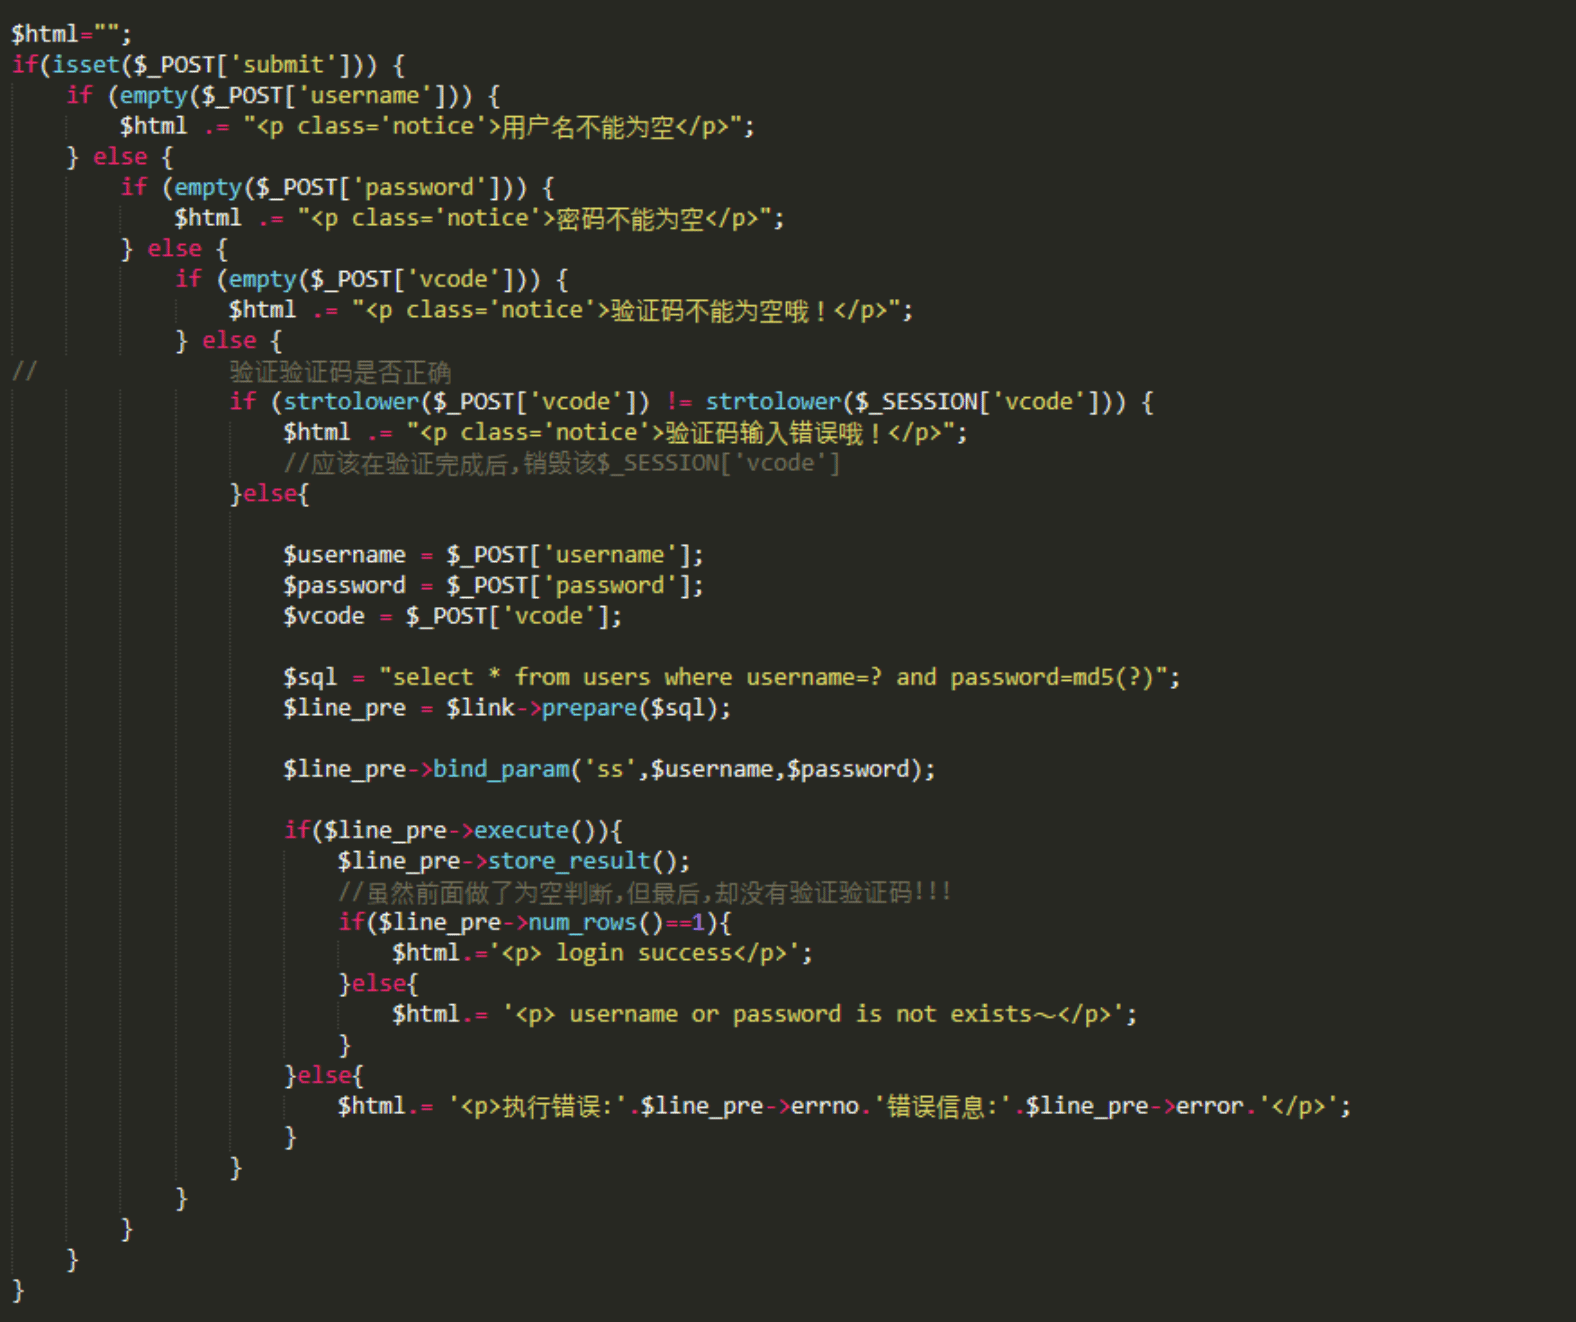 $html="";
if(isset($_POST['submit'])) {
    if (empty($_POST['username'])) {
        $html .= "<p class='notice'>用户名不能为空</p>";
    } else {
        if (empty($_POST['password'])) {
            $html .= "<p class='notice'>密码不能为空</p>";
        } else {
            if (empty($_POST['vcode'])) {
                $html .= "<p class='notice'>验证码不能为空哦！</p>";
            } else {
//              验证验证码是否正确
                if (strtolower($_POST['vcode']) != strtolower($_SESSION['vcode'])) {
                    $html .= "<p class='notice'>验证码输入错误哦！</p>";
                    //应该在验证完成后,销毁该$_SESSION['vcode']
                }else{

                    $username = $_POST['username'];
                    $password = $_POST['password'];
                    $vcode = $_POST['vcode'];

                    $sql = "select * from users where username=? and password=md5(?)";
                    $line_pre = $link->prepare($sql);

                    $line_pre->bind_param('ss',$username,$password);

                    if($line_pre->execute()){
                        $line_pre->store_result();
                        //虽然前面做了为空判断,但最后,却没有验证验证码!!!
                        if($line_pre->num_rows()==1){
                            $html.='<p> login success</p>';
                        }else{
                            $html.= '<p> username or password is not exists～</p>';
                        }
                    }else{
                        $html.= '<p>执行错误:'.$line_pre->errno.'错误信息:'.$line_pre->error.'</p>';
                    }
                }
            }
        }
    }
}